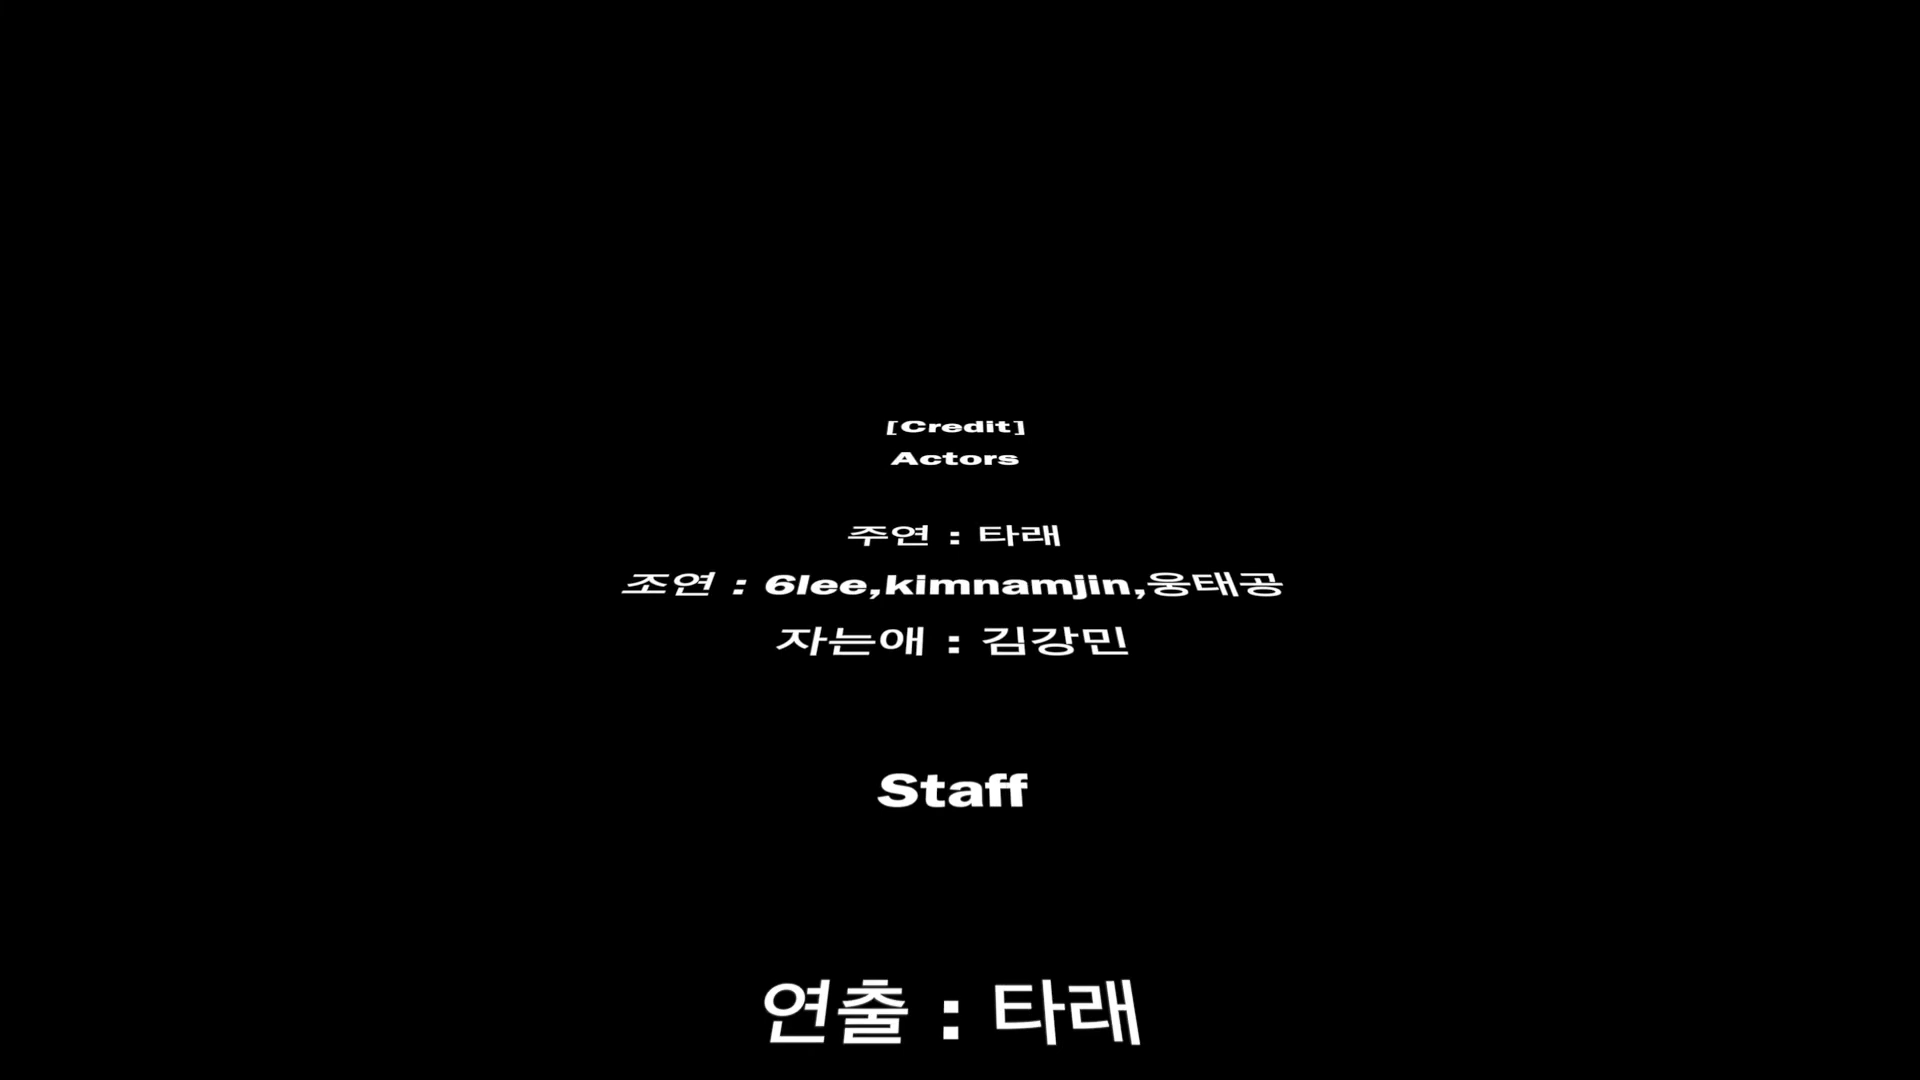 [Credit]
Actors
주연 : 타래
조연 : 6lee,kimnamjin,웅태공
자는애 : 김강민
Staff
연출 : 타래